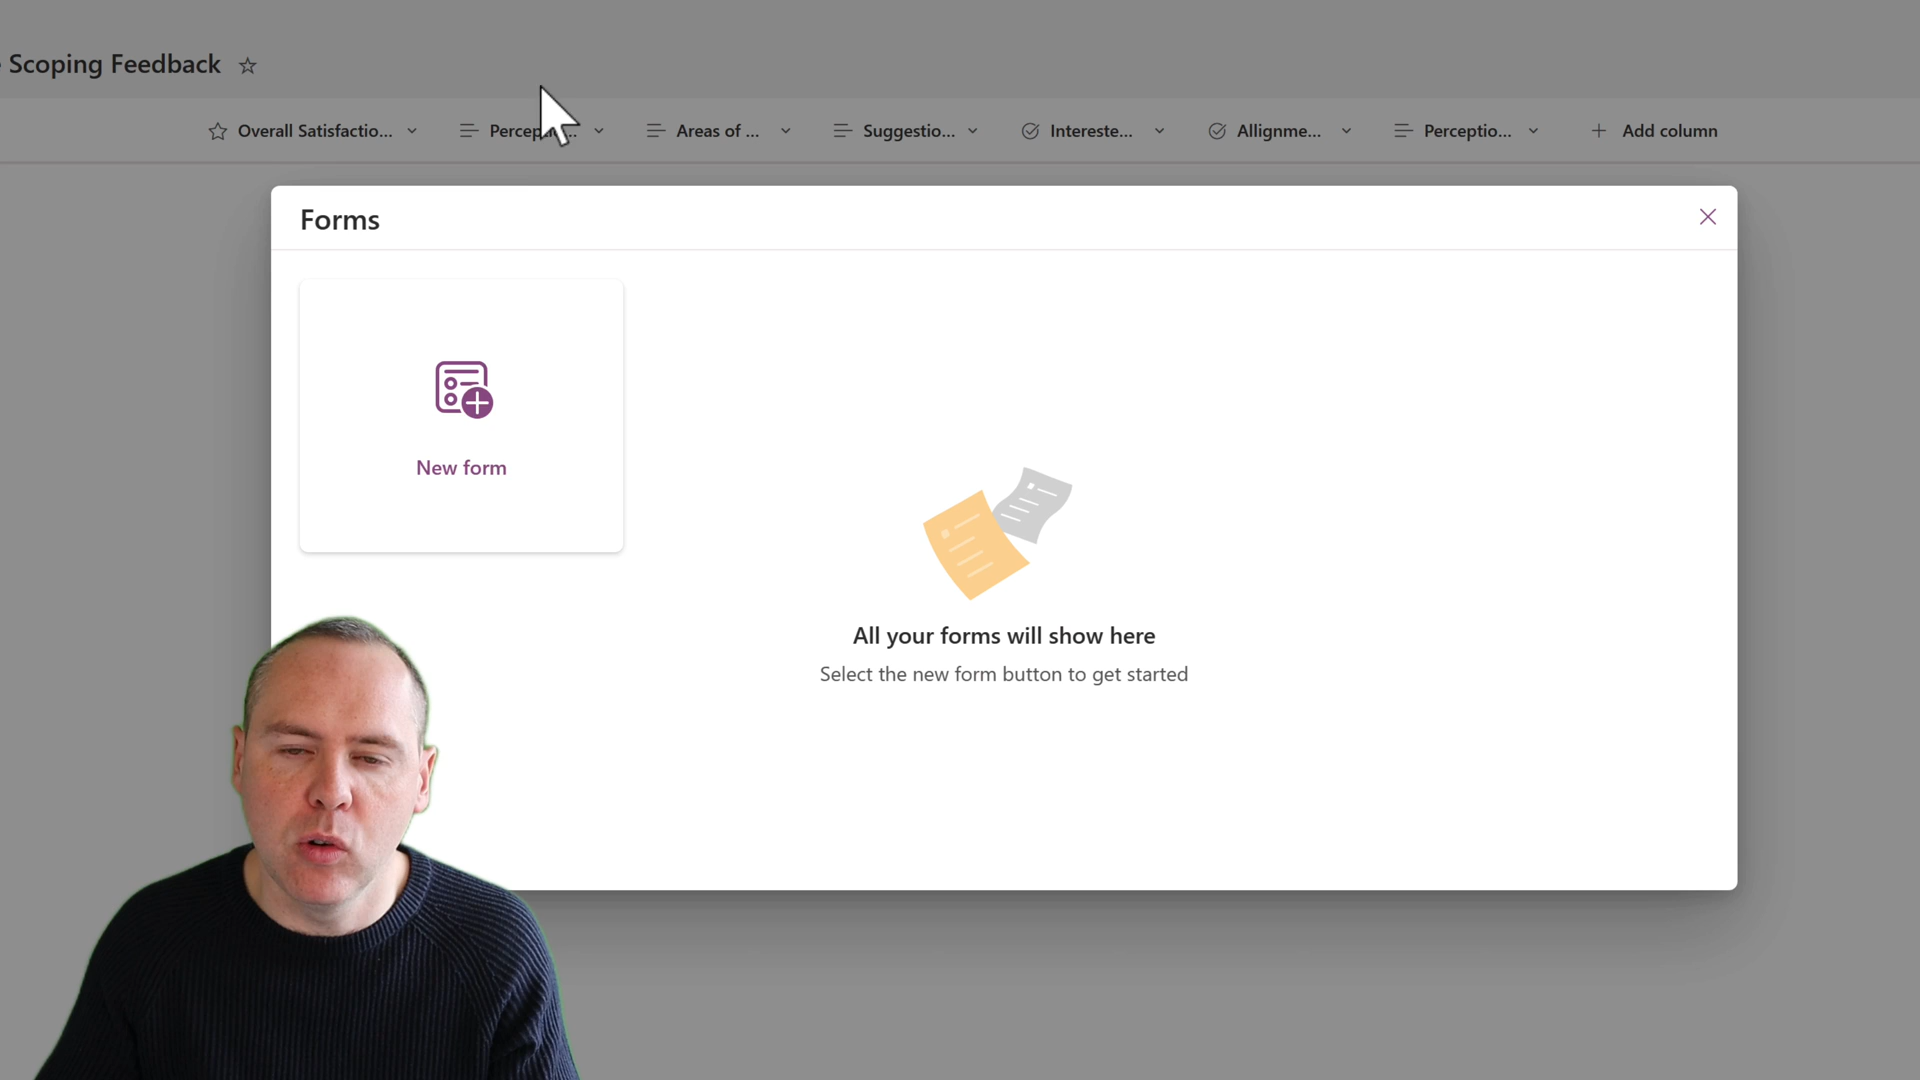 Scoping Feedback
Overall Satisfactio... Areas of ... Suggestio... Intereste... Allignme... Perceptio... Add column
Forms
New form
All your forms will show here
Select the new form button to get started